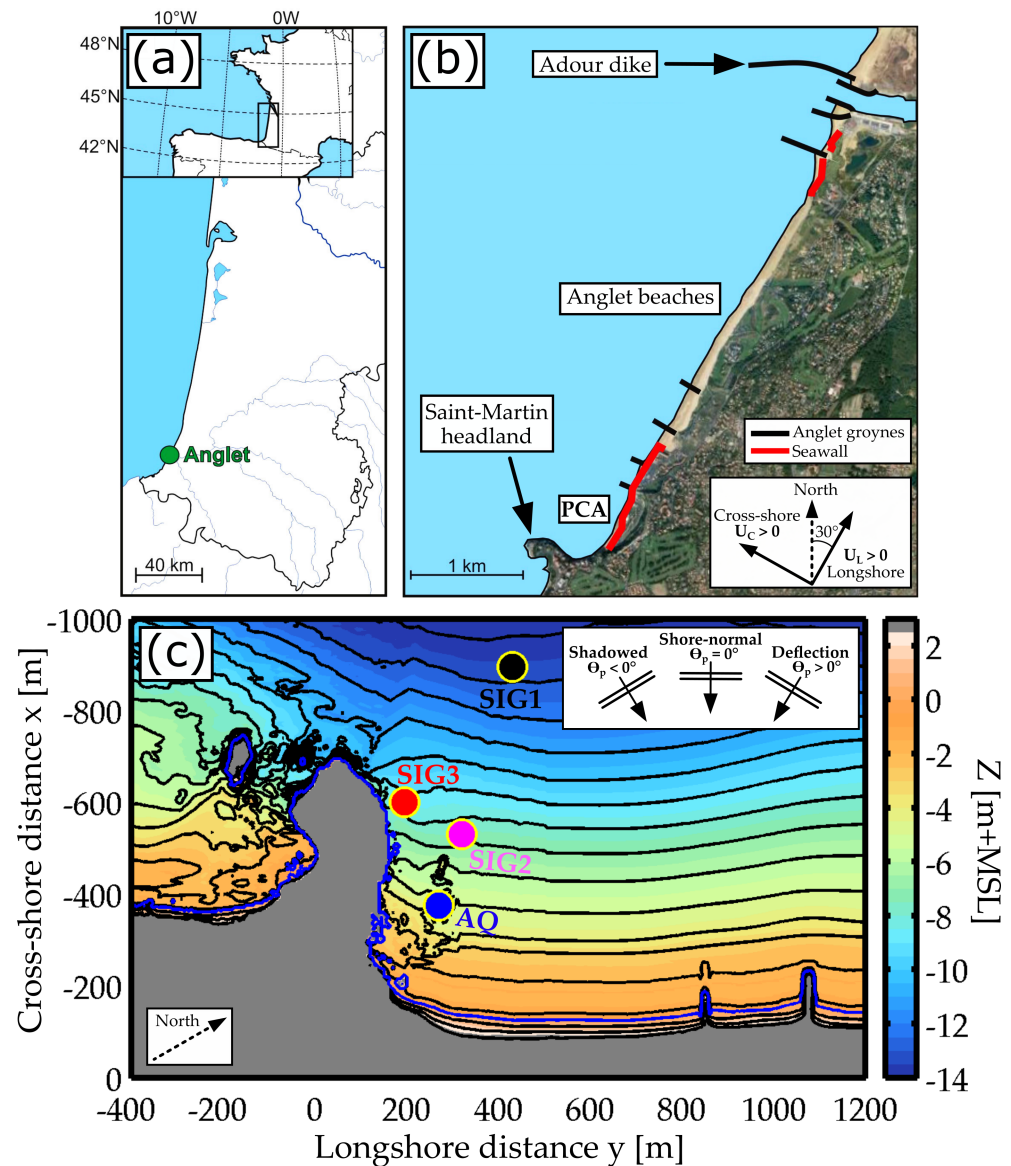 10°W 0W
48°N
45°N
42°N
(a)
Anglet
40 km
(b)
Adour dike
Anglet beaches
Saint-Martin
headland
PCA
1 km
Anglet groynes
Seawall
North
Cross-shore
U_C > 0
30°
U_L > 0
Longshore
(c)
Cross-shore distance x [m]
-1000
-800
-600
-400
-200
0
SIG1
SIG3
SIG2
AQ
Shadowed
Θ_p < 0°
Shore-normal
Θ_p = 0°
Deflection
Θ_p > 0°
North
-400 -200 0 200 400 600 800 1000 1200
Longshore distance y [m]
2
0
-2
-4
-6
-8
-10
-12
-14
Z [m+MSL]